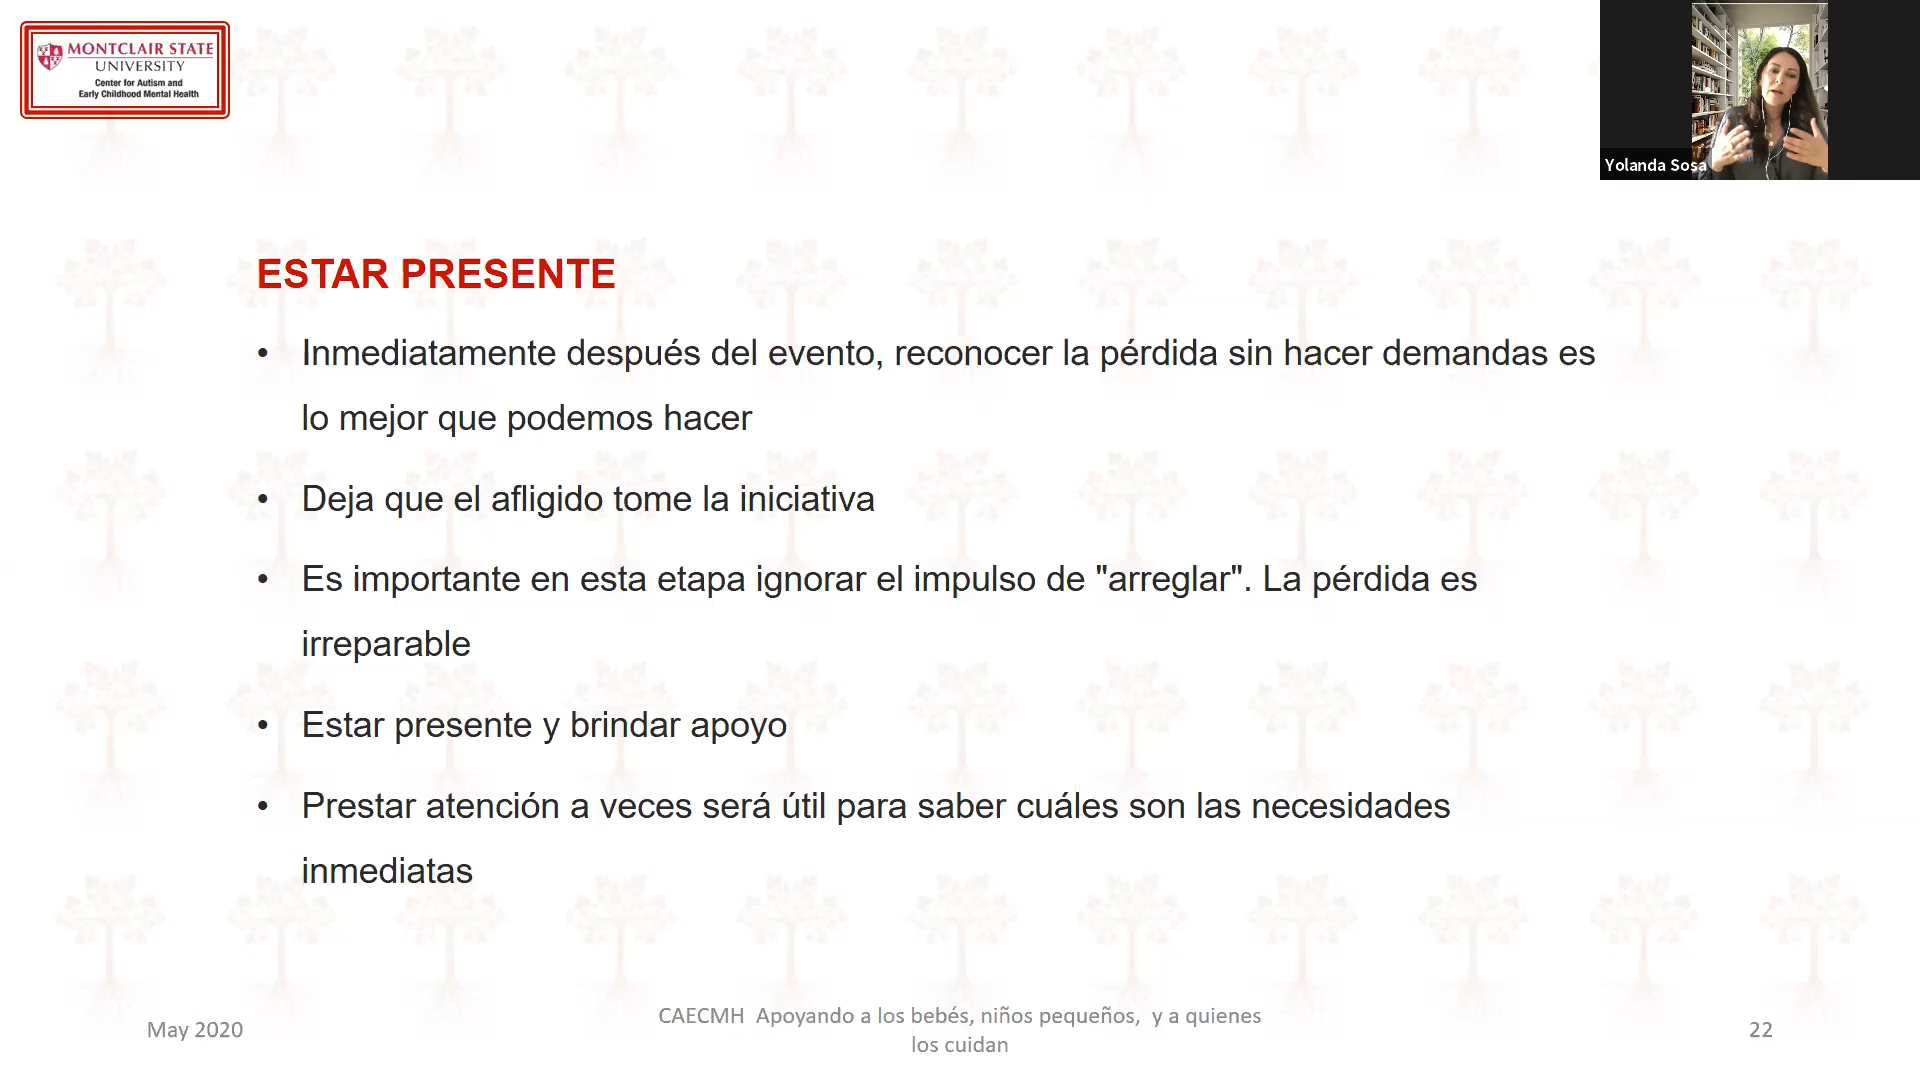 MONTCLAIR STATE
UNIVERSITY
Center for Autism and
Early Childhood Mental Health
Yolanda Sosa
ESTAR PRESENTE
• Inmediatamente después del evento, reconocer la pérdida sin hacer demandas es
lo mejor que podemos hacer
• Deja que el afligido tome la iniciativa
• Es importante en esta etapa ignorar el impulso de "arreglar". La pérdida es
irreparable
• Estar presente y brindar apoyo
• Prestar atención a veces será útil para saber cuáles son las necesidades
inmediatas
May 2020
CAECMH  Apoyando a los bebés, niños pequeños,  y a quienes
los cuidan
22